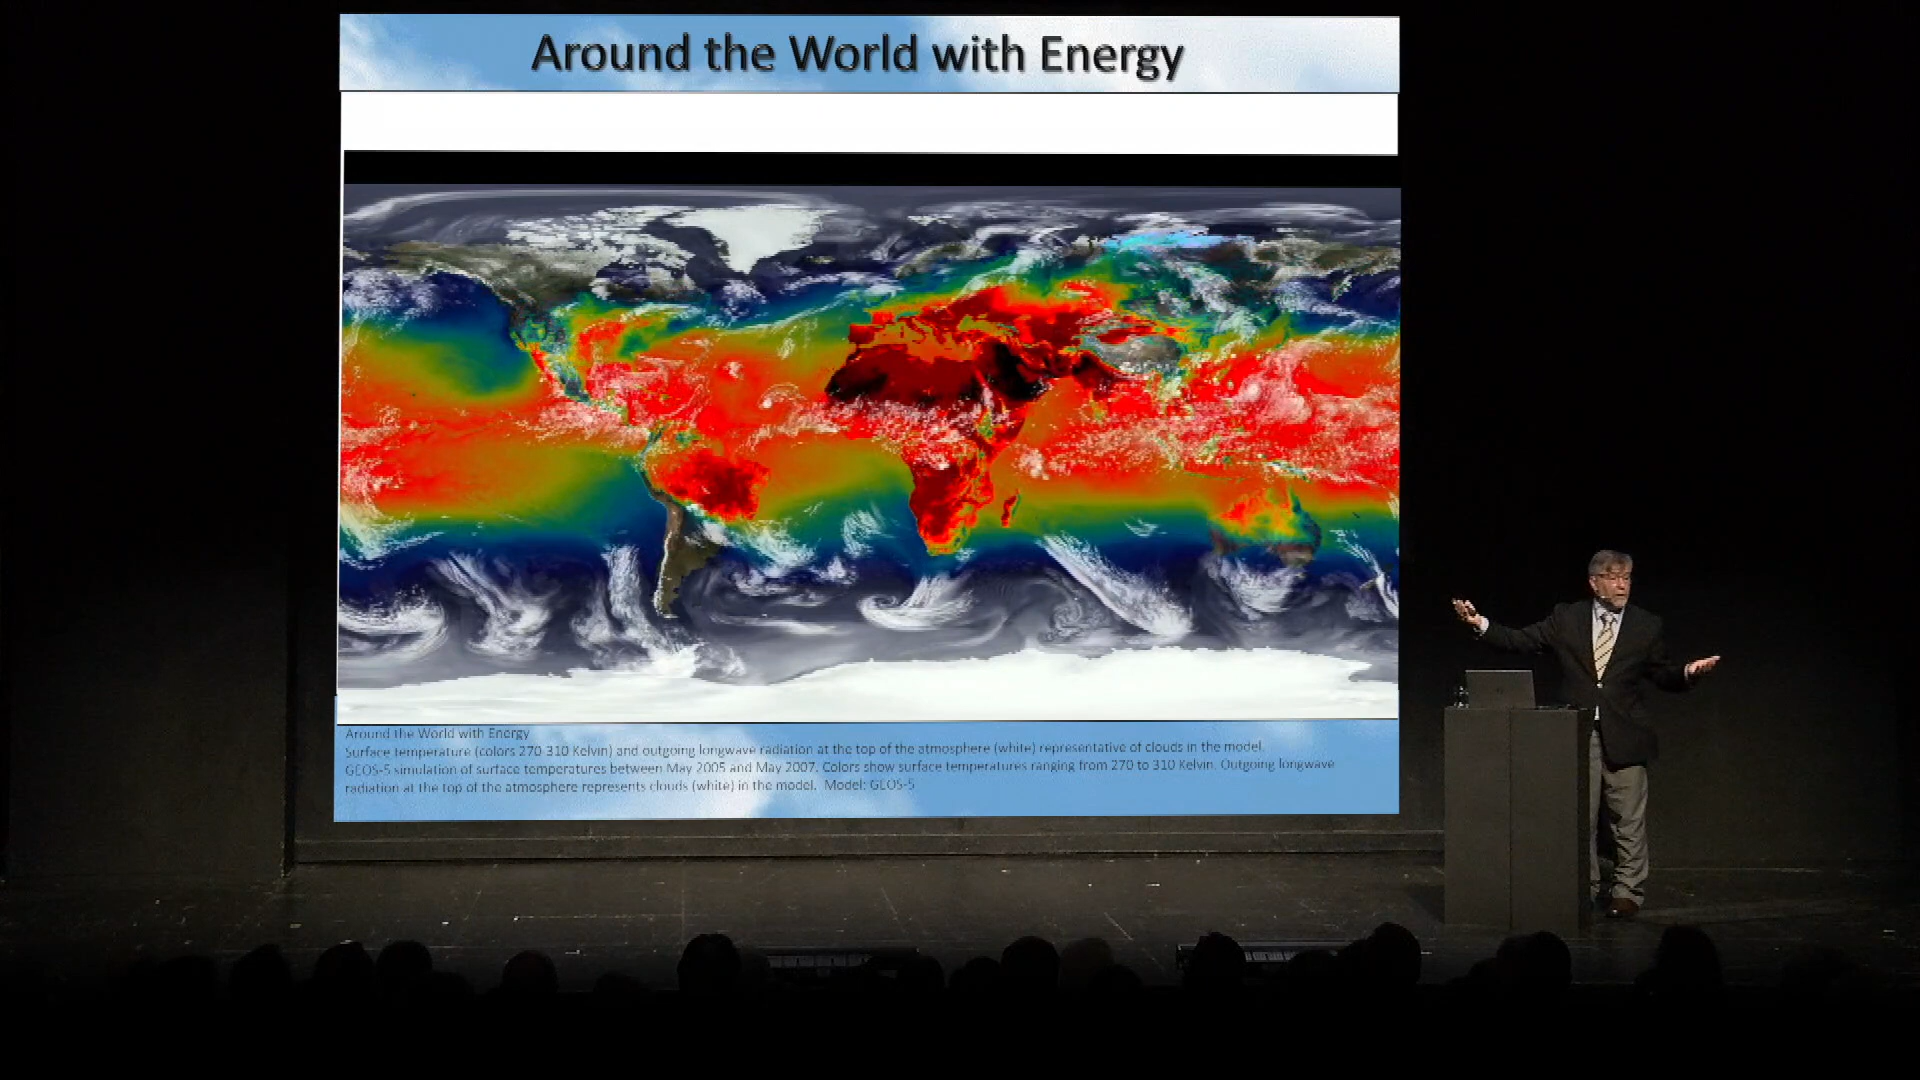 Around the World with Energy
Around the World with Energy
Surface temperature (colors 270-310 Kelvin) and outgoing longwave radiation at the top of the atmosphere (white) representative of clouds in the model.
GEOS-5 simulation of surface temperatures between May 2005 and May 2007. Colors show surface temperatures ranging from 270 to 310 Kelvin. Outgoing longwave
radiation at the top of the atmosphere represents clouds (white) in the model. Model: GEOS-5